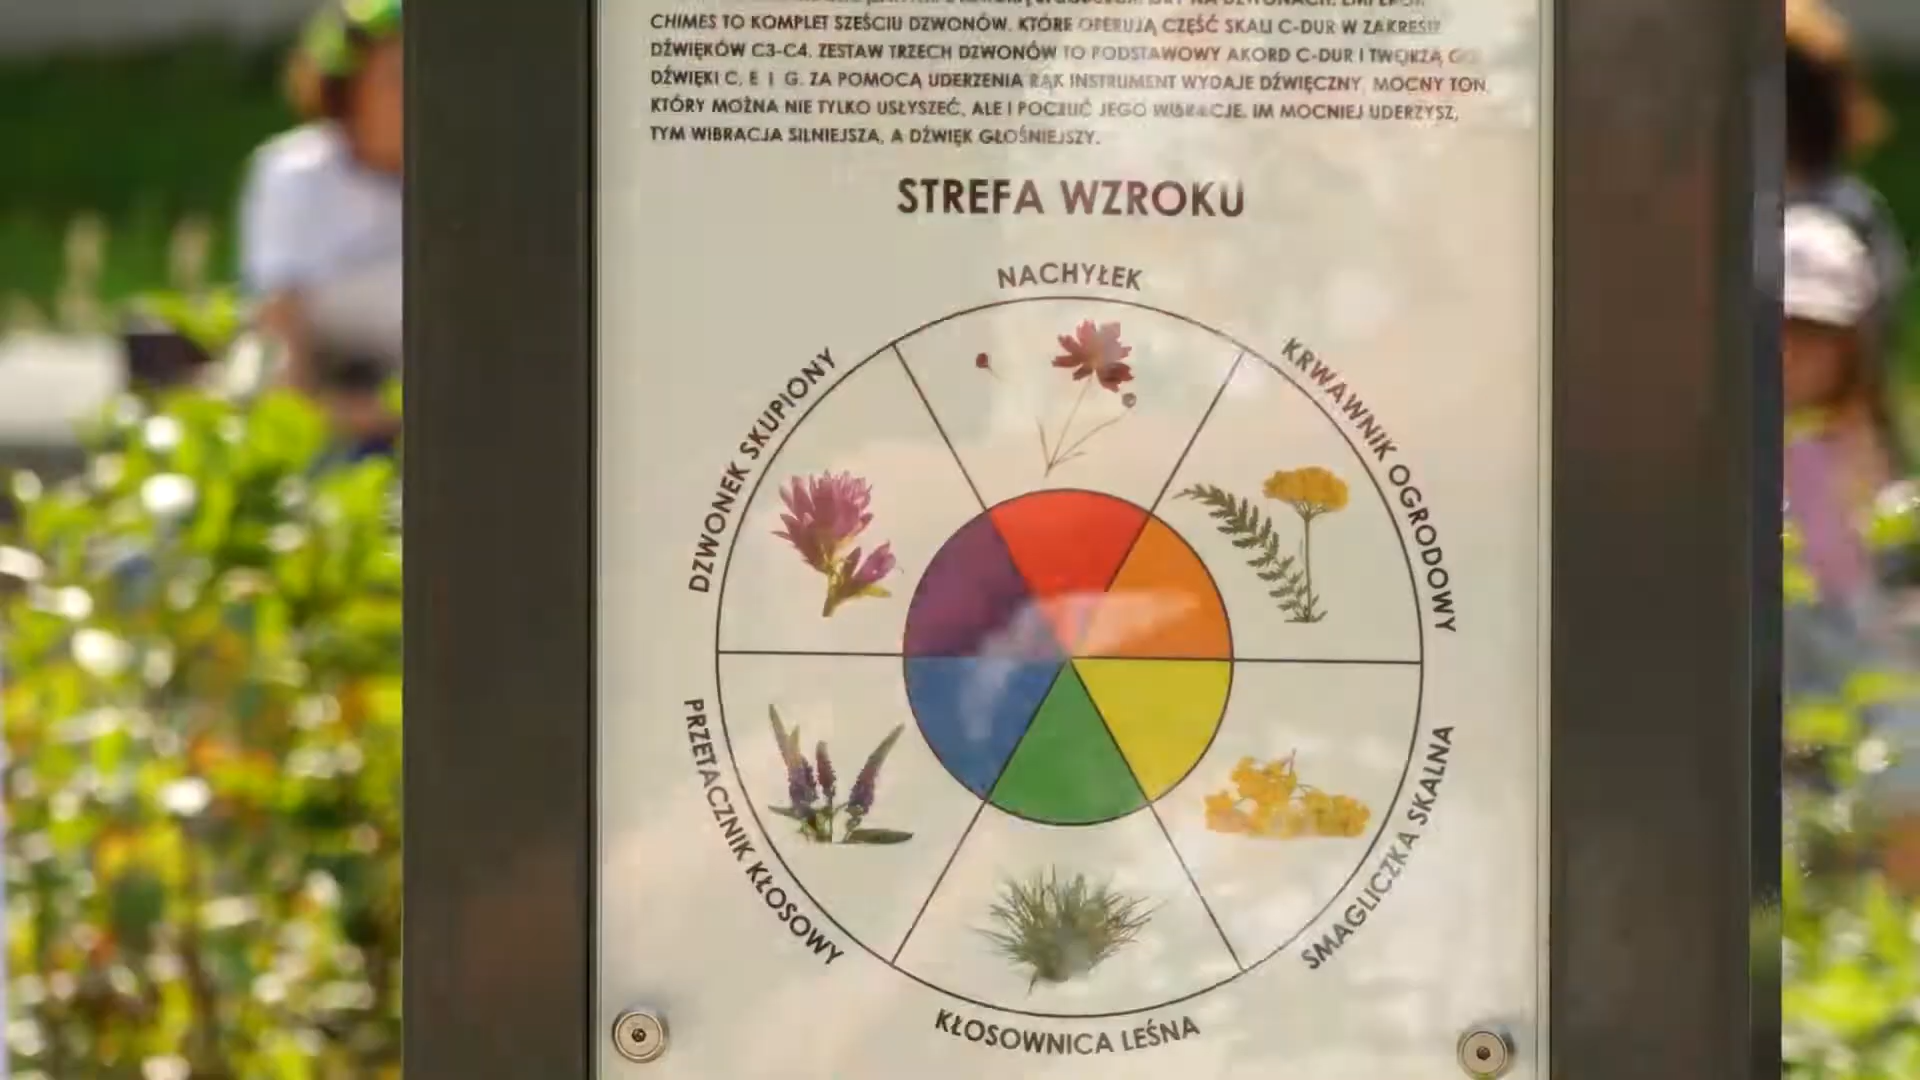 CHIMES TO KOMPLET SZEŚCIU DZWONÓW, KTÓRE OFERUJĄ CZĘŚĆ SKALI C-DUR W ZAKRESIE
DŹWIĘKÓW C3-C4. ZESTAW TRZECH DZWONÓW TO PODSTAWOWY AKORD C-DUR I TWORZĄ GO
DŹWIĘKI C, E I G. ZA POMOCĄ UDERZENIA RĄK INSTRUMENT WYDAJE DŹWIĘCZNY, MOCNY TON,
KTÓRY MOŻNA NIE TYLKO USŁYSZEĆ, ALE I POCZUĆ JEGO WIBRACJE. IM MOCNIEJ UDERZYSZ,
TYM WIBRACJA SILNIEJSZA, A DŹWIĘK GŁOŚNIEJSZY.
STREFA WZROKU
NACHYŁEK
KRWAWNIK OGRODOWY
SMAGLICZKA SKALNA
KŁOSOWNICA LEŚNA
PRZETACZNIK KŁOSOWY
DZWONEK SKUPIONY